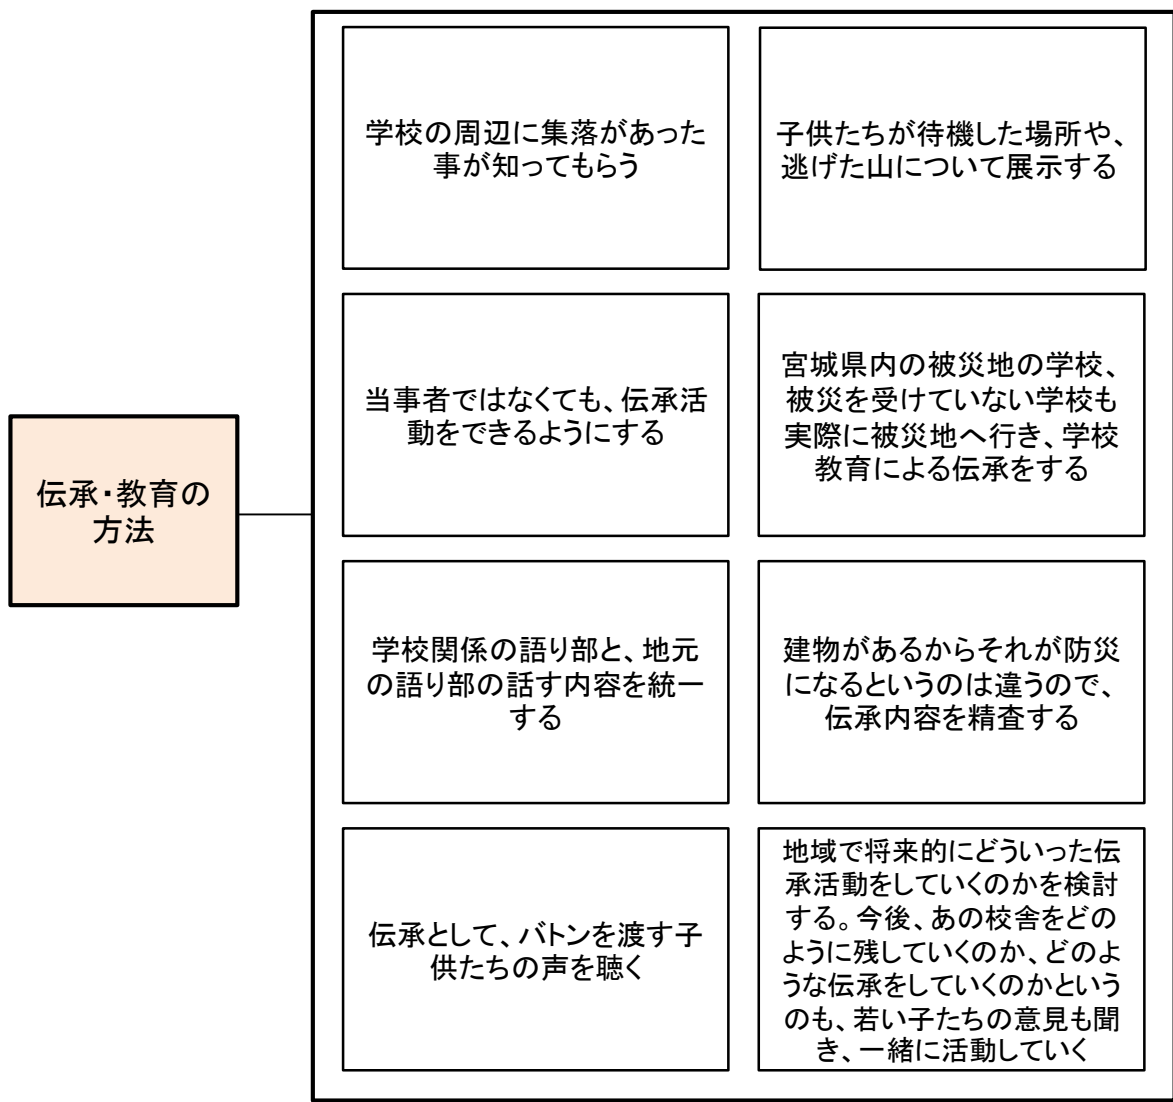 伝承・教育の
方法
学校の周辺に集落があった
事が知ってもらう
子供たちが待機した場所や、
逃げた山について展示する
当事者ではなくても、伝承活
動をできるようにする
宮城県内の被災地の学校、
被災を受けていない学校も
実際に被災地へ行き、学校
教育による伝承をする
学校関係の語り部と、地元
の語り部の話す内容を統一
する
建物があるからそれが防災
になるというのは違うので、
伝承内容を精査する
伝承として、バトンを渡す子
供たちの声を聴く
地域で将来的にどういった伝
承活動をしていくのかを検討
する。今後、あの校舎をどの
ように残していくのか、どのよ
うな伝承をしていくのかという
のも、若い子たちの意見も聞
き、一緒に活動していく